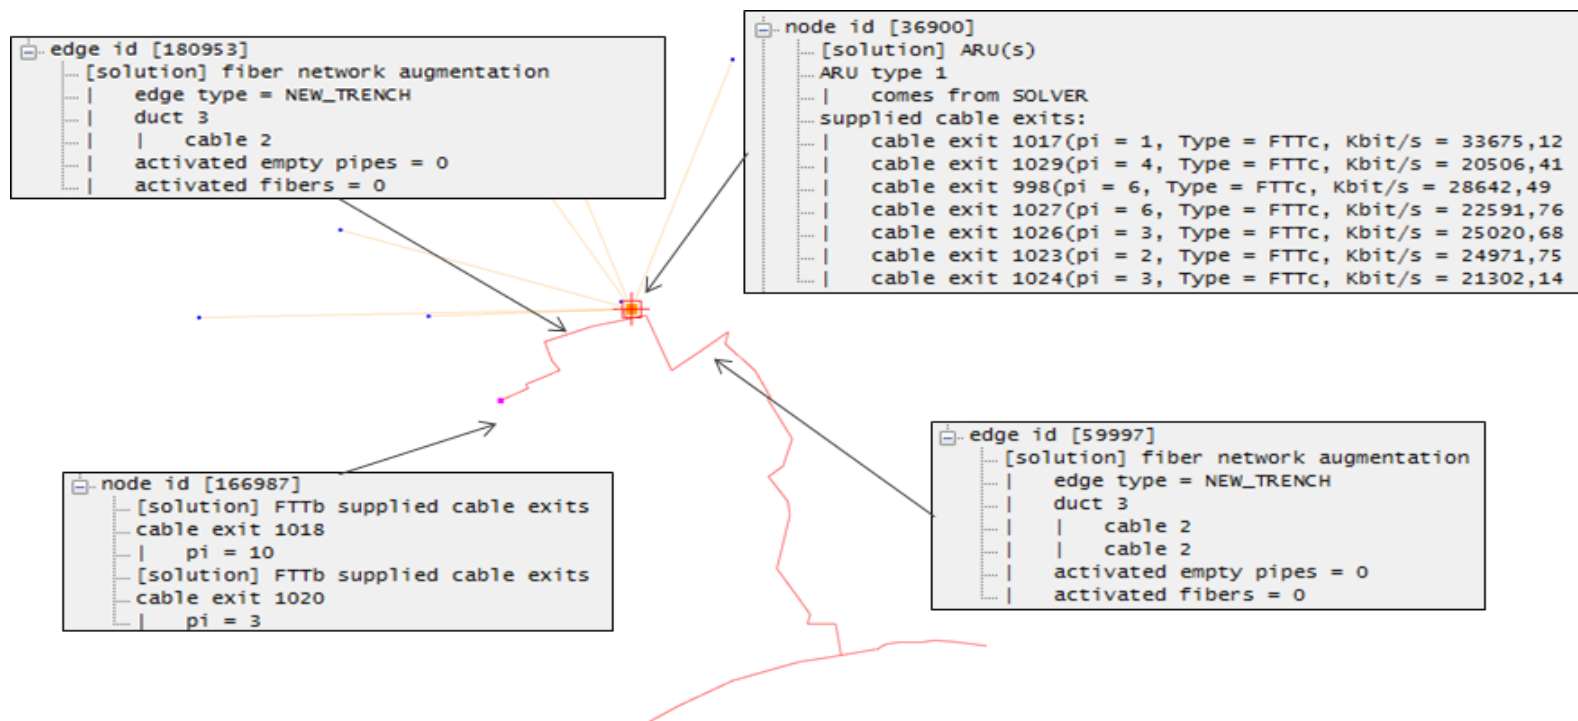 edge id [180953]
[solution] fiber network augmentation
edge type = NEW_TRENCH
duct 3
cable 2
activated empty pipes = 0
activated fibers = 0
node id [36900]
[solution] ARU(s)
ARU type 1
comes from SOLVER
supplied cable exits:
cable exit 1017(pi = 1, Type = FTTc, Kbit/s = 33675,12
cable exit 1029(pi = 4, Type = FTTc, Kbit/s = 20506,41
cable exit 998(pi = 6, Type = FTTc, Kbit/s = 28642,49
cable exit 1027(pi = 6, Type = FTTc, Kbit/s = 22591,76
cable exit 1026(pi = 3, Type = FTTc, Kbit/s = 25020,68
cable exit 1023(pi = 2, Type = FTTc, Kbit/s = 24971,75
cable exit 1024(pi = 3, Type = FTTc, Kbit/s = 21302,14
node id [166987]
[solution] FTTb supplied cable exits
cable exit 1018
pi = 10
[solution] FTTb supplied cable exits
cable exit 1020
pi = 3
edge id [59997]
[solution] fiber network augmentation
edge type = NEW_TRENCH
duct 3
cable 2
cable 2
activated empty pipes = 0
activated fibers = 0